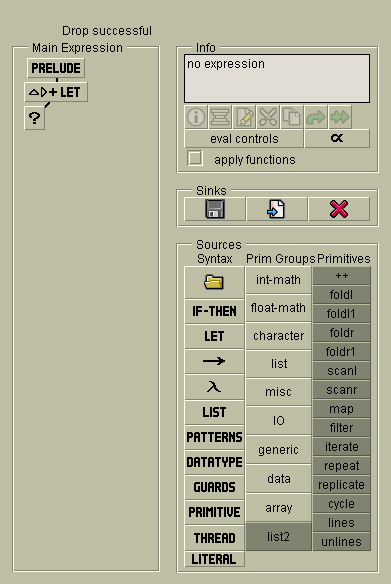 Drop successful
Main Expression
PRELUDE
+ LET
?
Info
no expression
eval controls
α
apply functions
Sinks
Sources
Syntax
Prim Groups
Primitives
IF-THEN
LET
→
λ
LIST
PATTERNS
DATATYPE
GUARDS
PRIMITIVE
THREAD
LITERAL
int-math
float-math
character
list
misc
IO
generic
data
array
list2
++
foldl
foldl1
foldr
foldr1
scanl
scanr
map
filter
iterate
repeat
replicate
cycle
lines
unlines